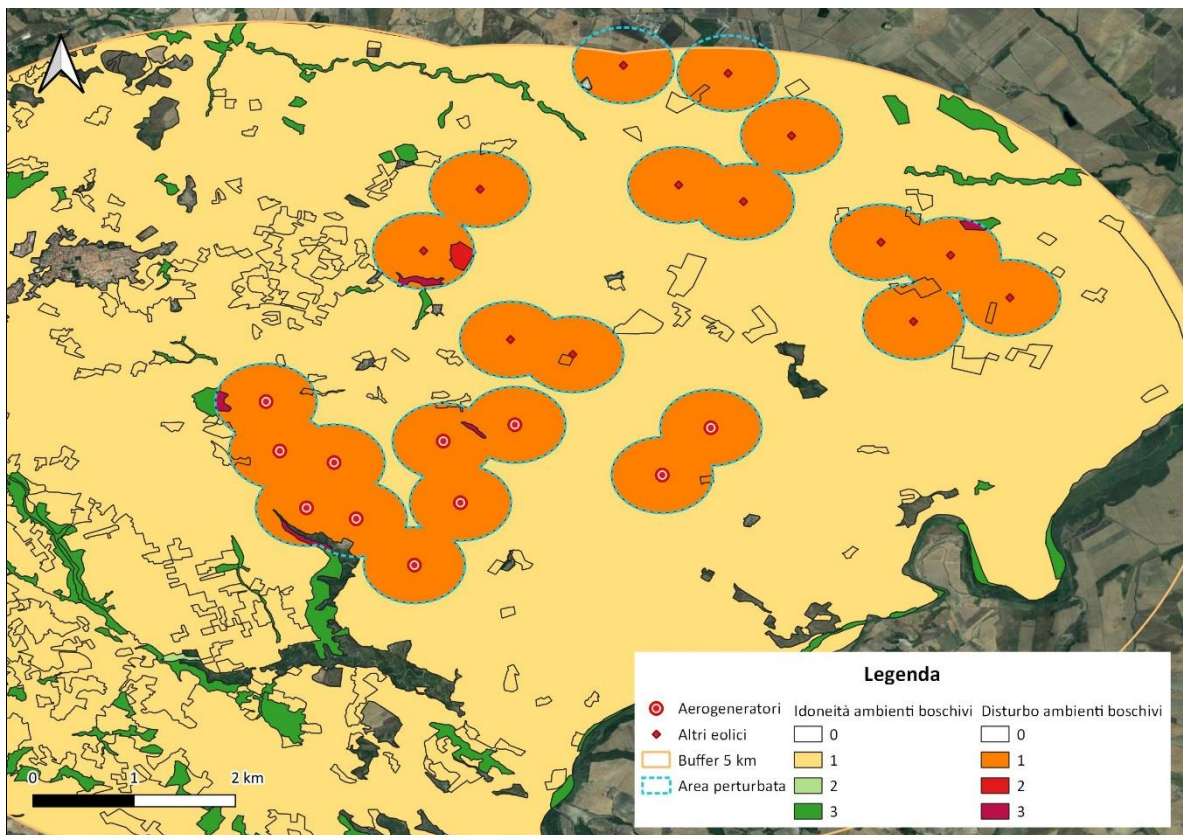 0 1 2 km
Legenda
Aerogeneratori
Altri eolici
Buffer 5 km
Area perturbata
Idoneità ambienti boschivi
0
1
2
3
Disturbo ambienti boschivi
0
1
2
3